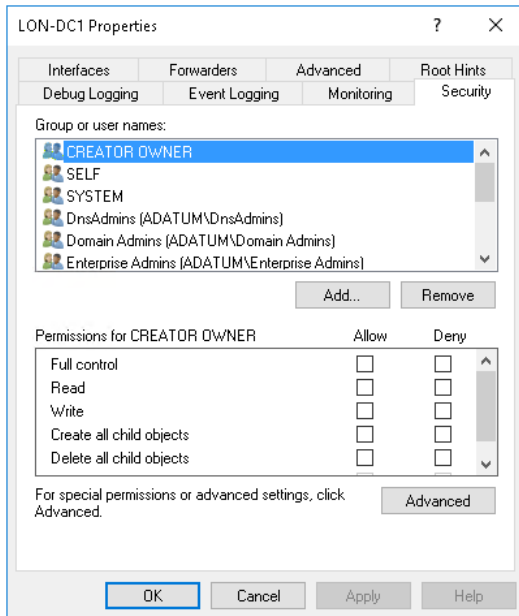 LON-DC1 Properties ?
Interfaces Forwarders Advanced Root Hints
Debug Logging Event Logging Monitoring Security
Group or user names:
CREATOR OWNER
SELF
SYSTEM
DnsAdmins (ADATUM\DnsAdmins)
Domain Admins (ADATUM\Domain Admins)
Enterprise Admins (ADATUM\Enterprise Admins)
Add... Remove
Permissions for CREATOR OWNER Allow Deny
Full control
Read
Write
Create all child objects
Delete all child objects
For special permissions or advanced settings, click Advanced
Advanced.
OK Cancel Apply Help